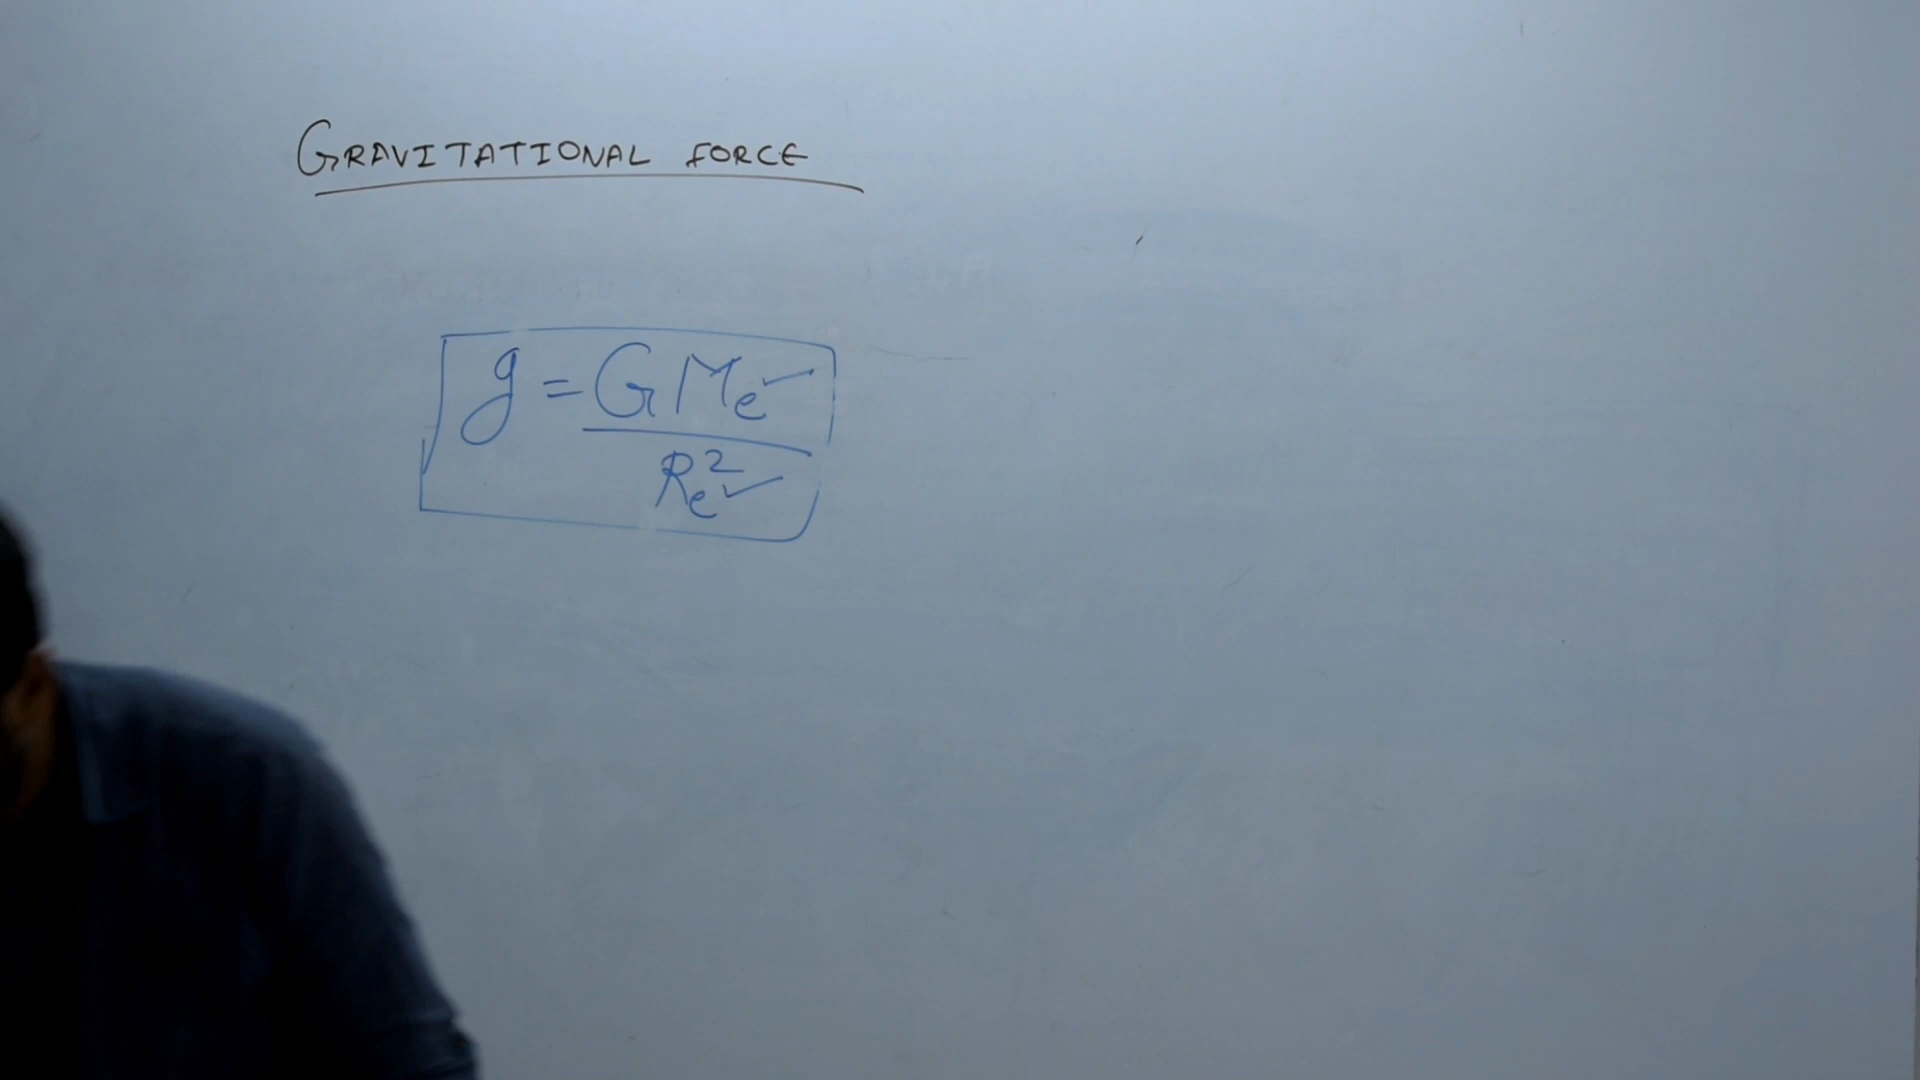 GRAVITATIONAL FORCE
g = GMe
Re²